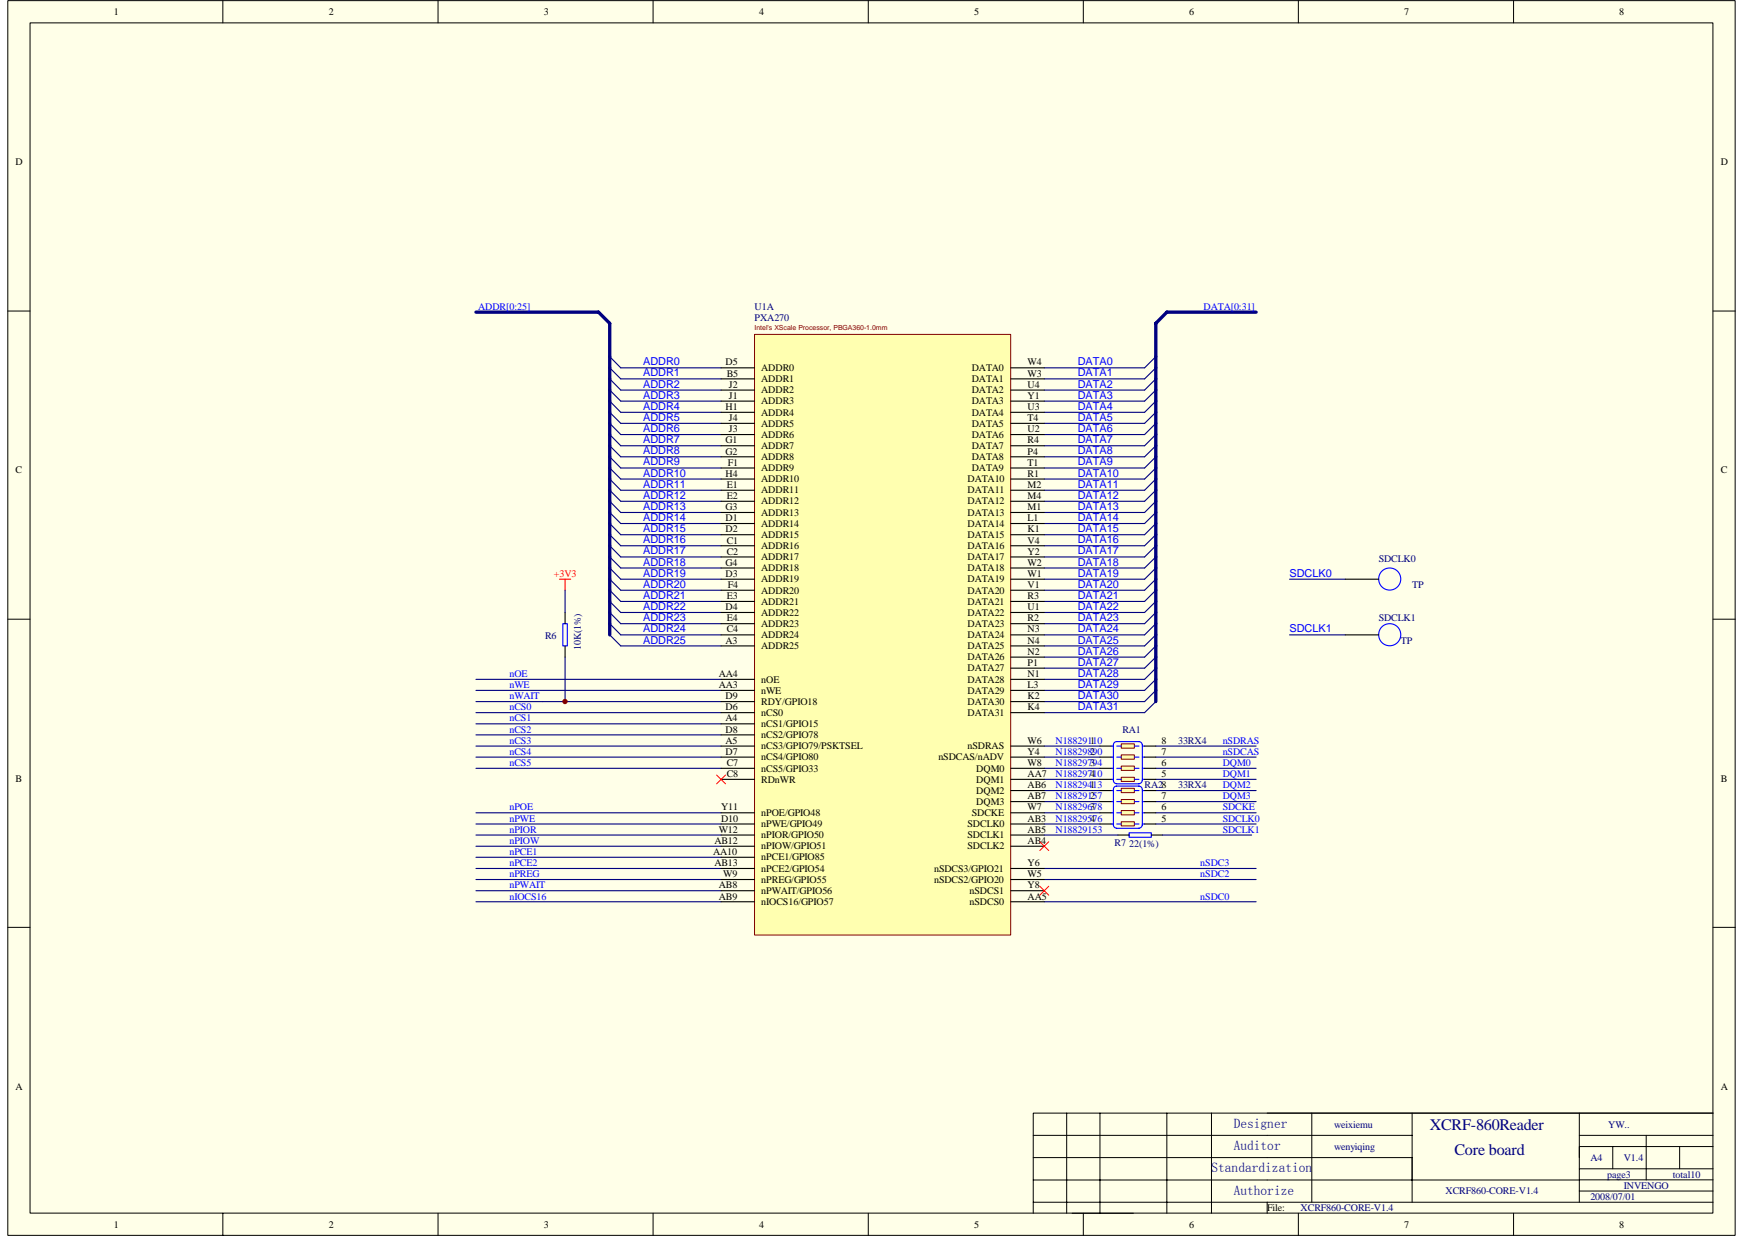 1 2 3 4 5 6 7 8
D D
C C
B B
A A
ADDR[0:25]
DATA[0:31]
U1A
PXA270
Intel's XScale Processor, PBGA360-1.0mm
ADDR0 D5 ADDR0 DATA0 W4 DATA0
ADDR1 B5 ADDR1 DATA1 W3 DATA1
ADDR2 J2 ADDR2 DATA2 U4 DATA2
ADDR3 J1 ADDR3 DATA3 Y1 DATA3
ADDR4 H1 ADDR4 DATA4 U3 DATA4
ADDR5 J4 ADDR5 DATA5 T4 DATA5
ADDR6 J3 ADDR6 DATA6 U2 DATA6
ADDR7 G1 ADDR7 DATA7 R4 DATA7
ADDR8 G2 ADDR8 DATA8 P4 DATA8
ADDR9 F1 ADDR9 DATA9 T1 DATA9
ADDR10 H4 ADDR10 DATA10 R1 DATA10
ADDR11 E1 ADDR11 DATA11 M2 DATA11
ADDR12 E2 ADDR12 DATA12 M4 DATA12
ADDR13 G3 ADDR13 DATA13 M1 DATA13
ADDR14 D1 ADDR14 DATA14 L1 DATA14
ADDR15 D2 ADDR15 DATA15 K1 DATA15
ADDR16 C1 ADDR16 DATA16 V4 DATA16
ADDR17 C2 ADDR17 DATA17 Y2 DATA17
ADDR18 G4 ADDR18 DATA18 W2 DATA18
ADDR19 D3 ADDR19 DATA19 W1 DATA19
ADDR20 F4 ADDR20 DATA20 V1 DATA20
ADDR21 E3 ADDR21 DATA21 R3 DATA21
ADDR22 D4 ADDR22 DATA22 U1 DATA22
ADDR23 E4 ADDR23 DATA23 R2 DATA23
ADDR24 C4 ADDR24 DATA24 N3 DATA24
ADDR25 A3 ADDR25 DATA25 N4 DATA25
DATA26 N2 DATA26
DATA27 P1 DATA27
nOE AA4 nOE DATA28 N1 DATA28
nWE AA3 nWE DATA29 L3 DATA29
nWAIT D9 RDY/GPIO18 DATA30 K2 DATA30
nCS0 D6 nCS0 DATA31 K4 DATA31
nCS1 A4 nCS1/GPIO15
nCS2 D8 nCS2/GPIO78
nCS3 A5 nCS3/GPIO79/PSKTSEL
nCS4 D7 nCS4/GPIO80
nCS5 C7 nCS5/GPIO33
C8 RDnWR
nPOE Y11 nPOE/GPIO48
nPWE D10 nPWE/GPIO49
nPIOR W12 nPIOR/GPIO50
nPIOW AB12 nPIOW/GPIO51
nPCE1 AA10 nPCE1/GPIO85
nPCE2 AB13 nPCE2/GPIO54
nPREG W9 nPREG/GPIO55
nPWAIT AB8 nPWAIT/GPIO56
nIOCS16 AB9 nIOCS16/GPIO57
+3V3
R6
10K(1%)
RA1
nSDRAS W6 8 33RX4 nSDRAS
nSDCAS/nADV Y4 7 nSDCAS
DQM0 W8 6 DQM0
DQM1 AA7 5 DQM1
DQM2 AB6 RA2 8 33RX4 DQM2
DQM3 AB7 7 DQM3
SDCKE W7 6 SDCKE
SDCLK0 AB3 5 SDCLK0
SDCLK1 AB5 N18829153 SDCLK1
SDCLK2 AB4
R7 22(1%)
nSDCS3/GPIO21 Y6 nSDC3
nSDCS2/GPIO20 W5 nSDC2
nSDCS1 Y8
nSDCS0 AA5 nSDC0
SDCLK0 SDCLK0 TP
SDCLK1 SDCLK1 TP
Designer weixiemu XCRF-860Reader YW..
Auditor wenyiqing Core board
Standardization A4 V1.4
page3 total10
Authorize XCRF860-CORE-V1.4 INVENGO
2008/07/01
File: XCRF860-CORE-V1.4
1 2 3 4 5 6 7 8